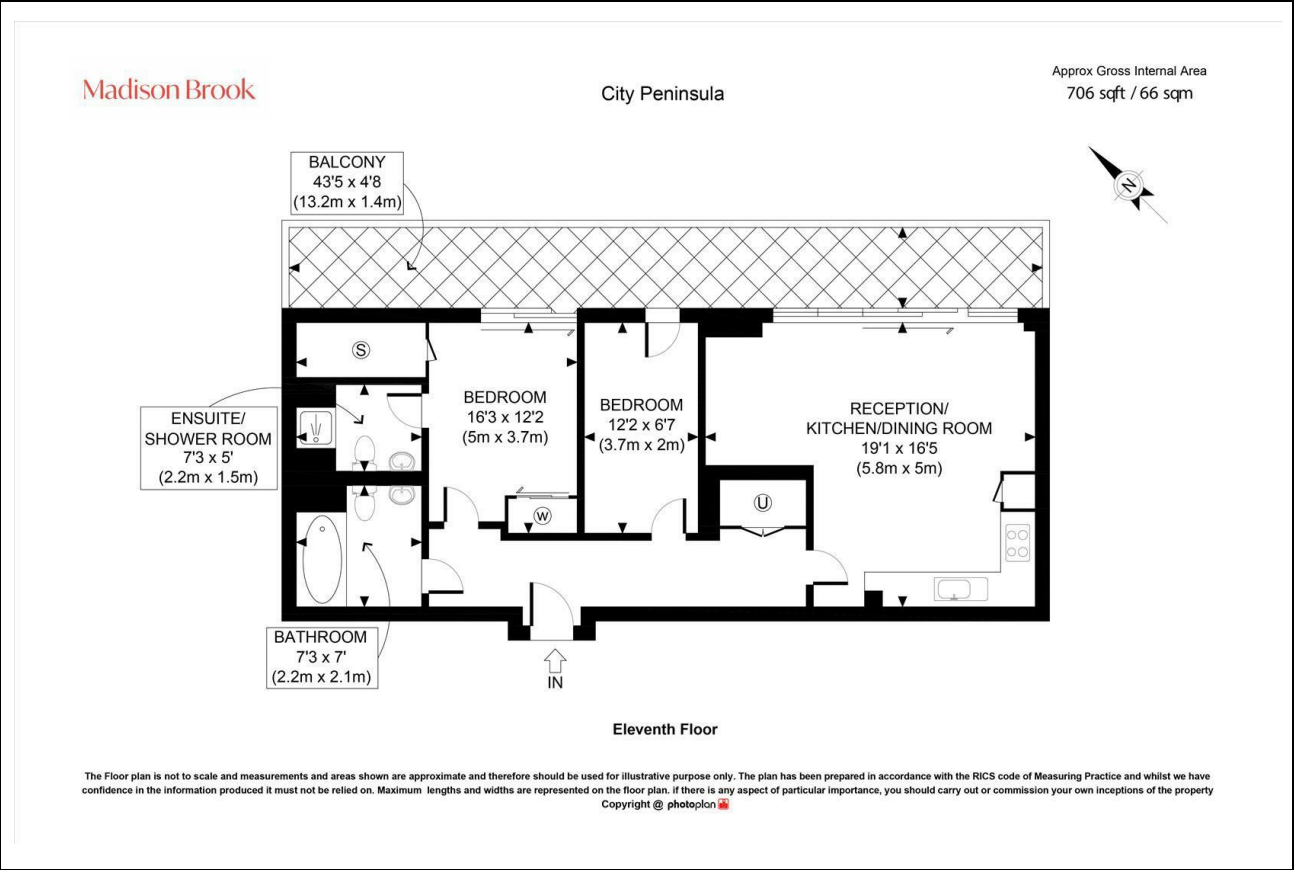 Madison Brook
City Peninsula
Approx Gross Internal Area
706 sqft / 66 sqm
N
BALCONY
43'5 x 4'8
(13.2m x 1.4m)
S
BEDROOM
16'3 x 12'2
(5m x 3.7m)
BEDROOM
12'2 x 6'7
(3.7m x 2m)
RECEPTION/
KITCHEN/DINING ROOM
19'1 x 16'5
(5.8m x 5m)
ENSUITE/
SHOWER ROOM
7'3 x 5'
(2.2m x 1.5m)
W
U
BATHROOM
7'3 x 7'
(2.2m x 2.1m)
IN
Eleventh Floor
The Floor plan is not to scale and measurements and areas shown are approximate and therefore should be used for illustrative purpose only. The plan has been prepared in accordance with the RICS code of Measuring Practice and whilst we have
confidence in the information produced it must not be relied on. Maximum lengths and widths are represented on the floor plan. if there is any aspect of particular importance, you should carry out or commission your own inceptions of the property
Copyright @ photoplan